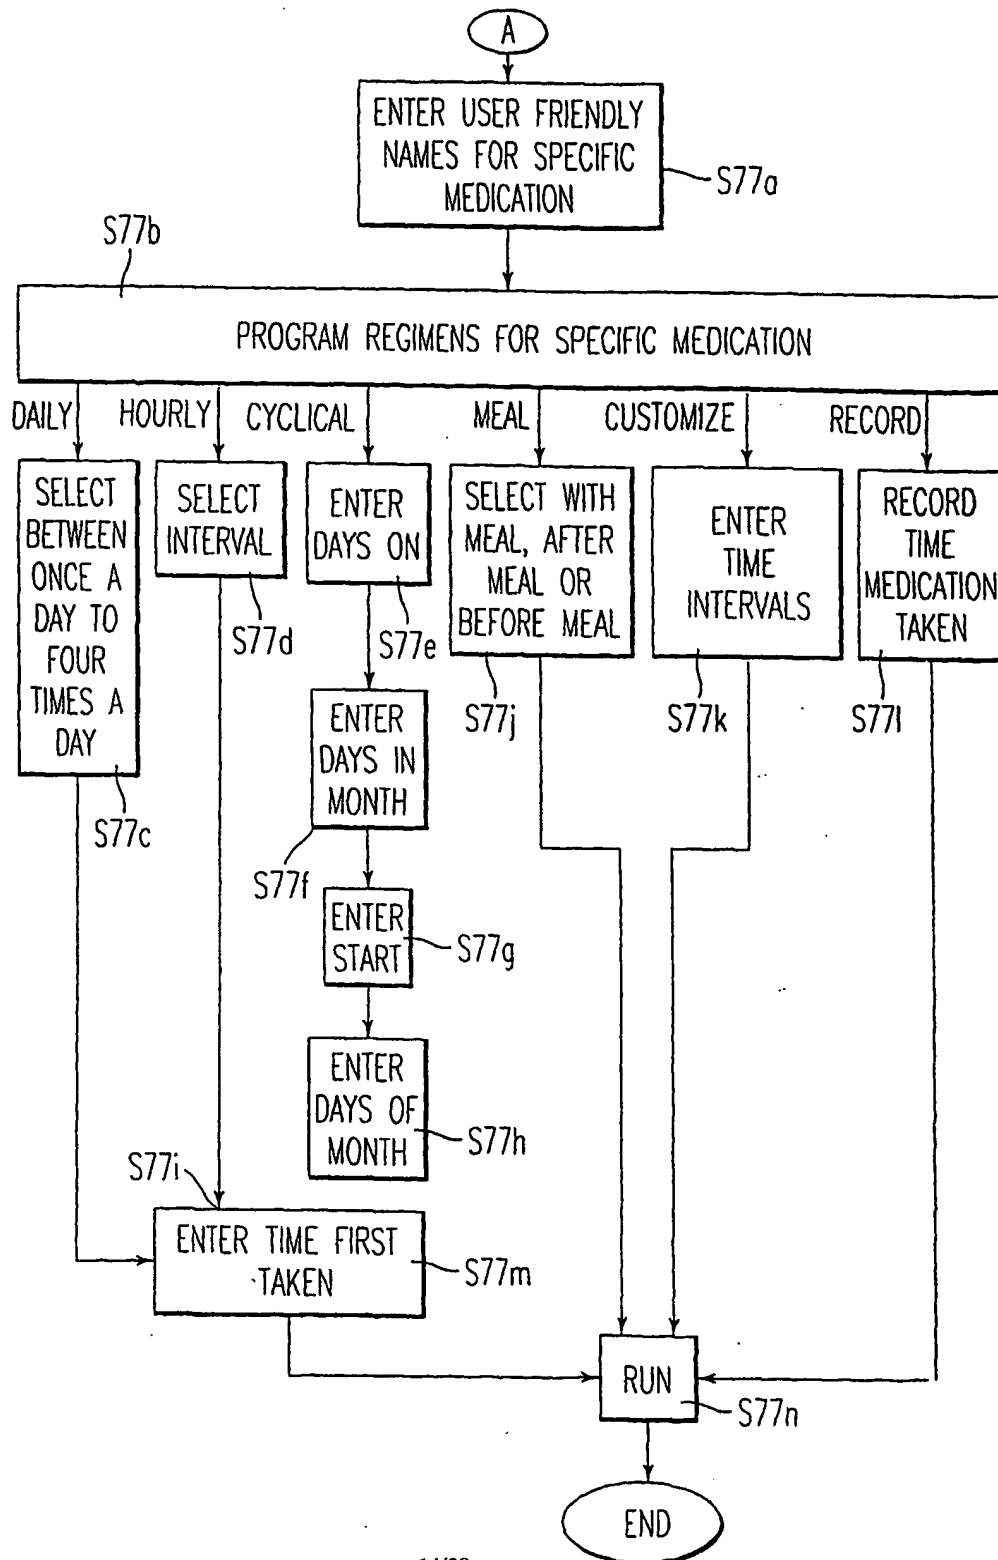 A
ENTER USER FRIENDLY
NAMES FOR SPECIFIC
MEDICATION
S77a
S77b
PROGRAM REGIMENS FOR SPECIFIC MEDICATION
DAILY
HOURLY
CYCLICAL
MEAL
CUSTOMIZE
RECORD
SELECT
BETWEEN
ONCE A
DAY TO
FOUR
TIMES A
DAY
S77c
SELECT
INTERVAL
S77d
ENTER
DAYS ON
S77e
SELECT WITH
MEAL, AFTER
MEAL OR
BEFORE MEAL
S77j
ENTER
TIME
INTERVALS
S77k
RECORD
TIME
MEDICATION
TAKEN
S77l
ENTER
DAYS IN
MONTH
S77f
ENTER
START
S77g
ENTER
DAYS OF
MONTH
S77h
S77i
ENTER TIME FIRST
TAKEN
S77m
RUN
S77n
END